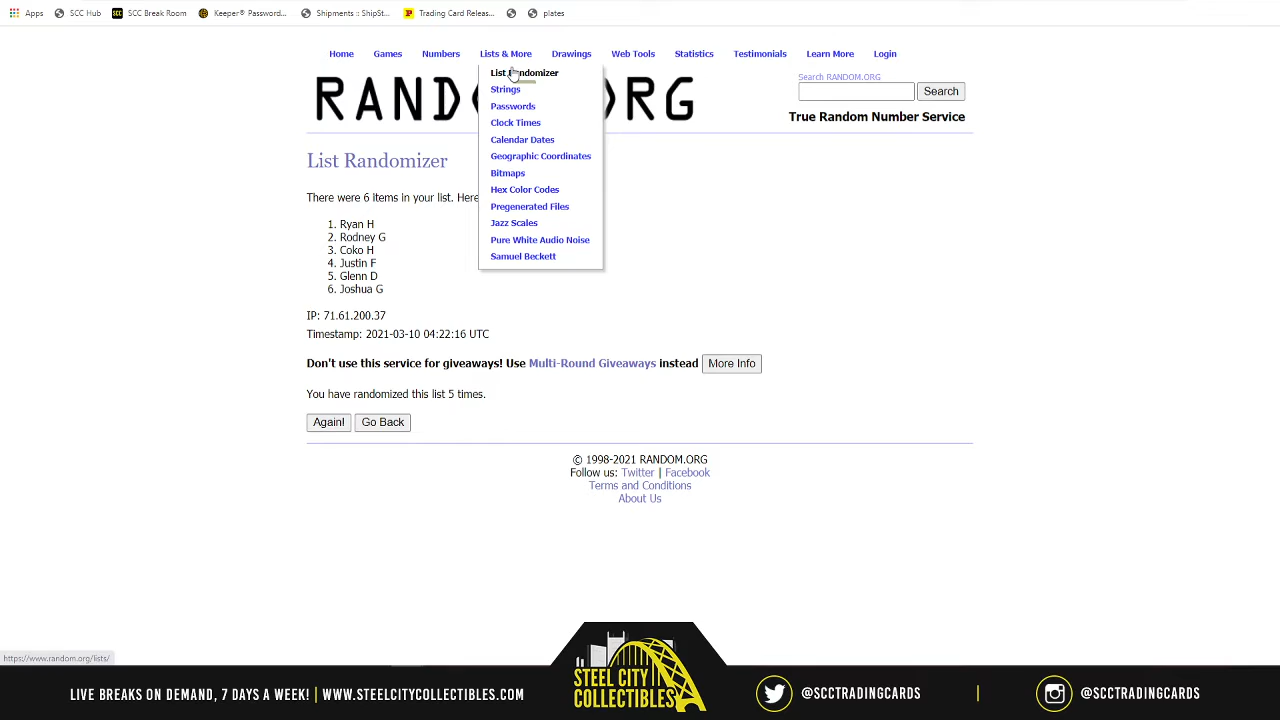 Apps SCC Hub SCC Break Room Keeper® Password... Shipments :: ShipSt... Trading Card Releas... plates
Home Games Numbers Lists & More Drawings Web Tools Statistics Testimonials Learn More Login
List Randomizer
Strings
Passwords
Clock Times
Calendar Dates
Geographic Coordinates
Bitmaps
Hex Color Codes
Pregenerated Files
Jazz Scales
Pure White Audio Noise
Samuel Beckett
Search RANDOM.ORG
Search
True Random Number Service
List Randomizer
There were 6 items in your list. Here
1. Ryan H
2. Rodney G
3. Coko H
4. Justin F
5. Glenn D
6. Joshua G
IP: 71.61.200.37
Timestamp: 2021-03-10 04:22:16 UTC
Don't use this service for giveaways! Use Multi-Round Giveaways instead More Info
You have randomized this list 5 times.
Again! Go Back
© 1998-2021 RANDOM.ORG
Follow us: Twitter | Facebook
Terms and Conditions
About Us
https://www.random.org/lists/
LIVE BREAKS ON DEMAND, 7 DAYS A WEEK! | WWW.STEELCITYCOLLECTIBLES.COM
STEEL CITY
COLLECTIBLES
@SCCTRADINGCARDS | @SCCTRADINGCARDS